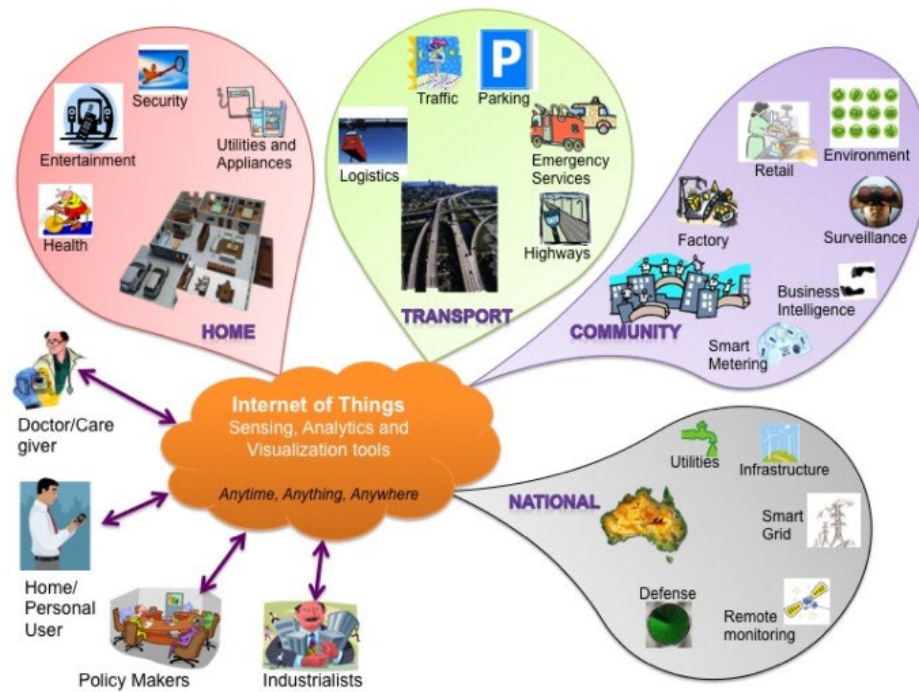 Security
Entertainment
Utilities and
Appliances
Health
HOME
Traffic
P
Parking
Logistics
Emergency
Services
Highways
TRANSPORT
Retail
Environment
Factory
Surveillance
Business
Intelligence
COMMUNITY
Smart
Metering
Internet of Things
Sensing, Analytics and
Visualization tools
Anytime, Anything, Anywhere
Doctor/Care
giver
Home/
Personal
User
Policy Makers
Industrialists
NATIONAL
Utilities
Infrastructure
Smart
Grid
Defense
Remote
monitoring